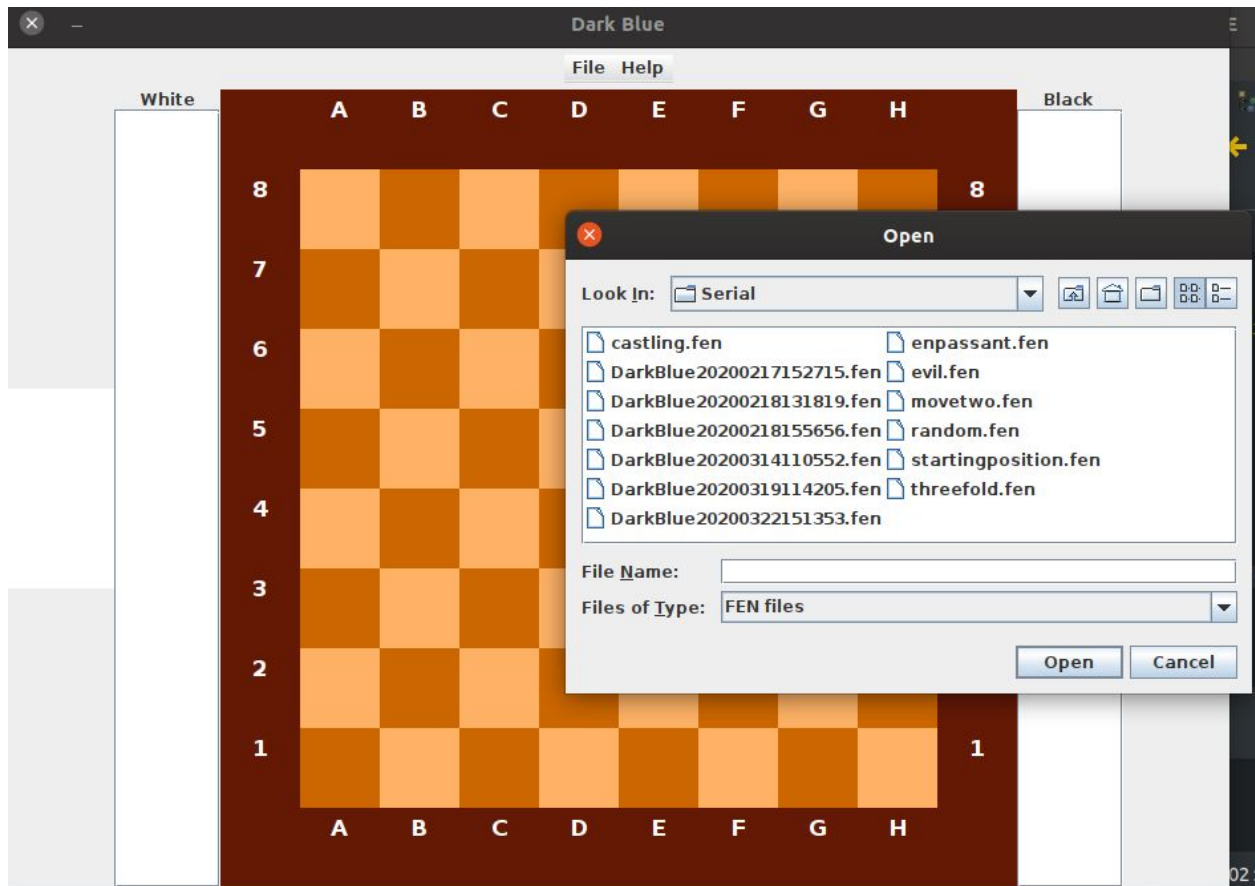 Dark Blue
E
File Help
White
Black
A B C D E F G H
8 8
Open
7
Look In: Serial
6
castling.fen enpassant.fen
DarkBlue20200217152715.fen evil.fen
DarkBlue20200218131819.fen movetwo.fen
5
DarkBlue20200218155656.fen random.fen
DarkBlue20200314110552.fen startingposition.fen
DarkBlue20200319114205.fen threefold.fen
4
DarkBlue20200322151353.fen
File Name:
3
Files of Type: FEN files
2
Open Cancel
1 1
A B C D E F G H
02